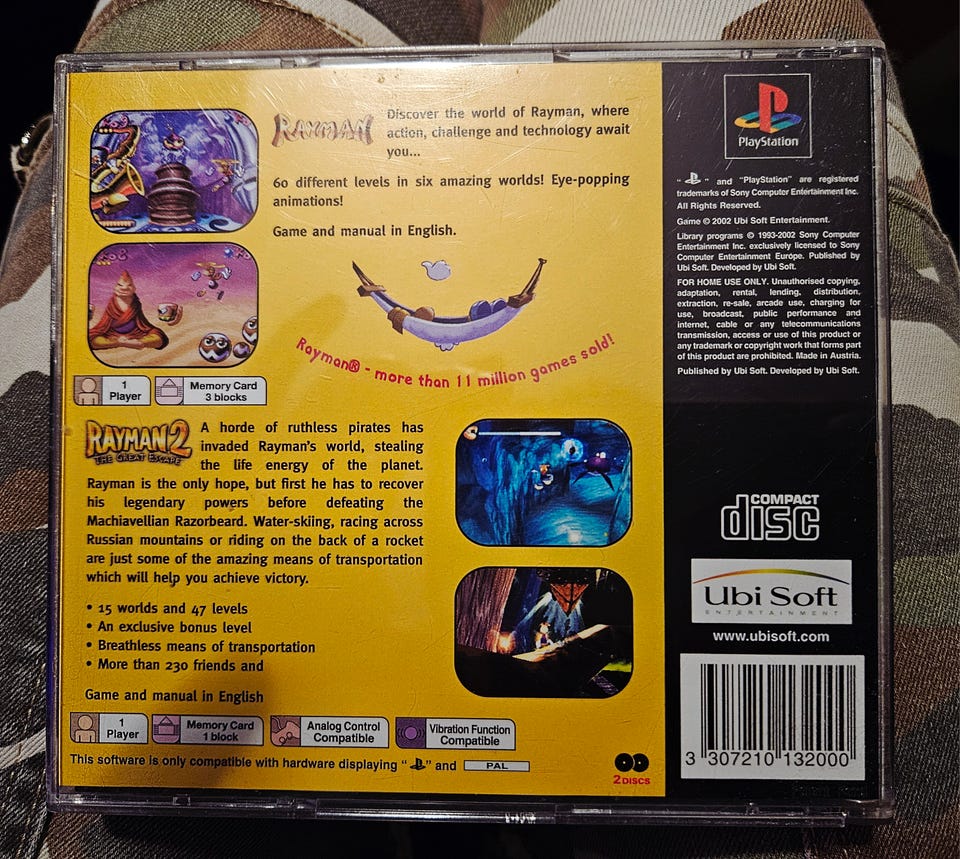 RAYMAN
Discover the world of Rayman, where
action, challenge and technology await
you...
60 different levels in six amazing worlds! Eye-popping
animations!
Game and manual in English.
Rayman® - more than 11 million games sold!
1
Player
Memory Card
3 blocks
RAYMAN 2
THE GREAT ESCAPE
A horde of ruthless pirates has
invaded Rayman's world, stealing
the life energy of the planet.
Rayman is the only hope, but first he has to recover
his legendary powers before defeating the
Machiavellian Razorbeard. Water-skiing, racing across
Russian mountains or riding on the back of a rocket
are just some of the amazing means of transportation
which will help you achieve victory.
• 15 worlds and 47 levels
• An exclusive bonus level
• Breathless means of transportation
• More than 230 friends and
Game and manual in English
1
Player
Memory Card
1 block
Analog Control
Compatible
Vibration Function
Compatible
This software is only compatible with hardware displaying " " and PAL
2 DISCS
PlayStation
" " and "PlayStation" are registered
trademarks of Sony Computer Entertainment Inc.
All Rights Reserved.
Game © 2002 Ubi Soft Entertainment.
Library programs © 1993-2002 Sony Computer
Entertainment Inc. exclusively licensed to Sony
Computer Entertainment Europe. Published by
Ubi Soft. Developed by Ubi Soft.
FOR HOME USE ONLY. Unauthorised copying,
adaptation, rental, lending, distribution,
extraction, re-sale, arcade use, charging for
use, broadcast, public performance and
internet, cable or any telecommunications
transmission, access or use of this product or
any trademark or copyright work that forms part
of this product are prohibited. Made in Austria.
Published by Ubi Soft. Developed by Ubi Soft.
COMPACT
disc
Ubi Soft
ENTERTAINMENT
www.ubisoft.com
3 307210 132000